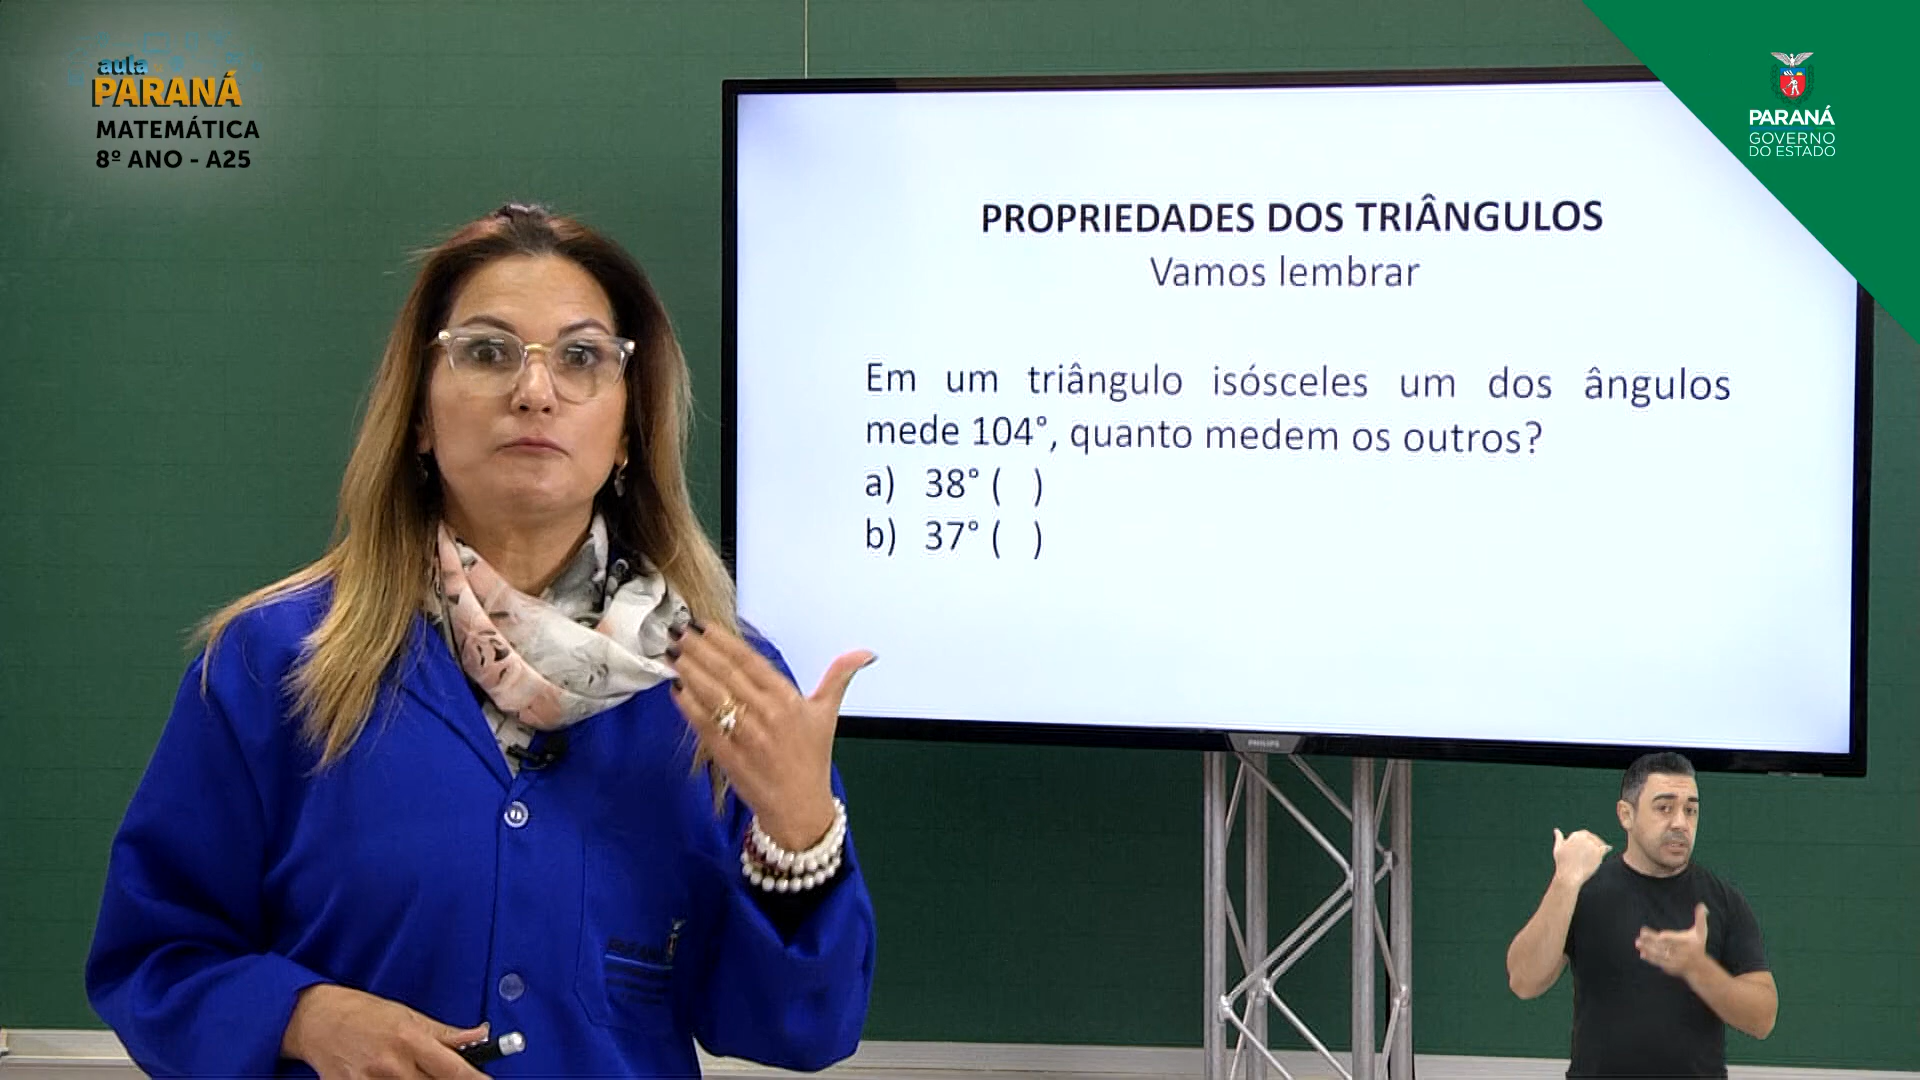 aula
PARANÁ
MATEMÁTICA
8º ANO - A25
PARANÁ
GOVERNO
DO ESTADO
PROPRIEDADES DOS TRIÂNGULOS
Vamos lembrar
Em um triângulo isósceles um dos ângulos
mede 104°, quanto medem os outros?
a) 38° ( )
b) 37° ( )
PHILIPS